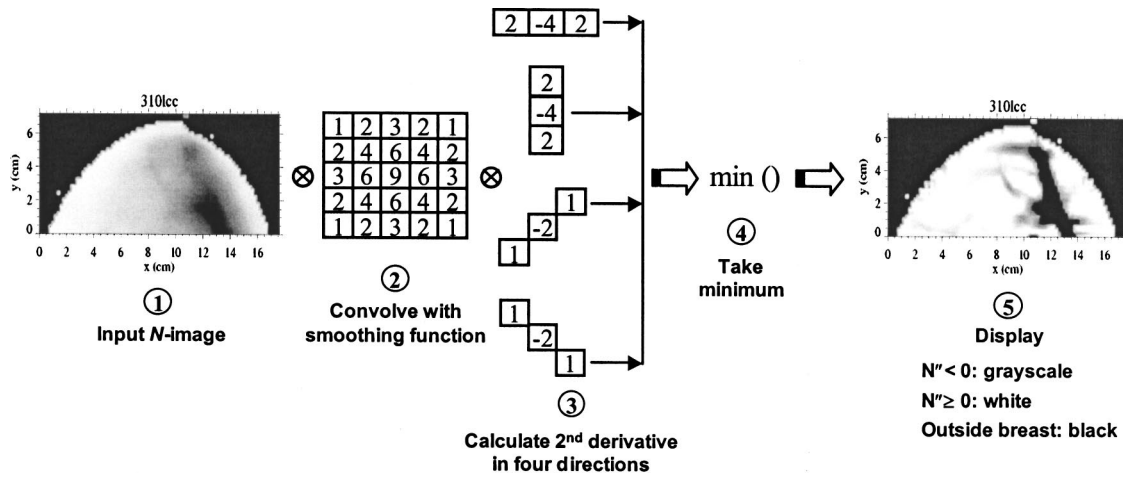 310lcc
y (cm)
6
4
2
0
0 2 4 6 8 10 12 14 16
x (cm)
①
Input N-image
⊗
1 2 3 2 1
2 4 6 4 2
3 6 9 6 3
2 4 6 4 2
1 2 3 2 1
②
Convolve with
smoothing function
⊗
2 -4 2
2
-4
2
1
-2
1
1
-2
1
③
Calculate 2nd derivative
in four directions
min ()
④
Take
minimum
310lcc
y (cm)
6
4
2
0
0 2 4 6 8 10 12 14 16
x (cm)
⑤
Display
N″< 0: grayscale
N″≥ 0: white
Outside breast: black